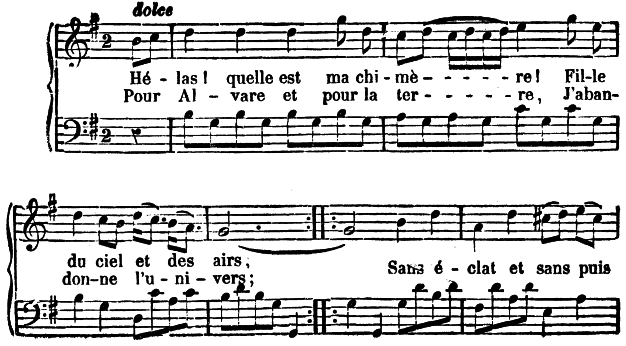 dolce
Hé - las! quelle est ma chi - mè - - - - - re! Fil-le
Pour Al - vare et pour la ter - - - - re, J'aban-
du ciel et des airs,
Sans é - clat et sans puis
don-ne l'u - ni - vers;